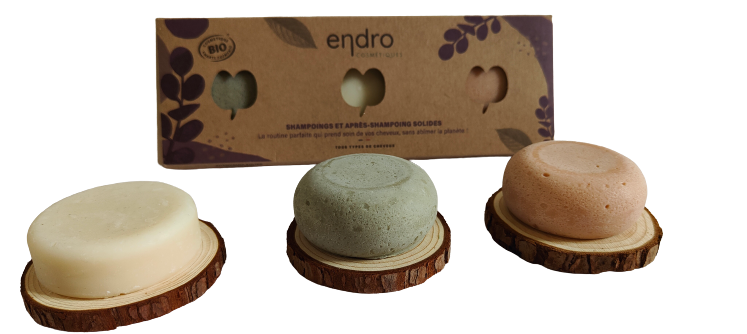 endro
COSMÉTIQUES
BIO
SHAMPOINGS ET APRÈS-SHAMPOING SOLIDES
La routine parfaite qui prend soin de vos cheveux, sans abîmer la planète !
TOUS TYPES DE CHEVEUX